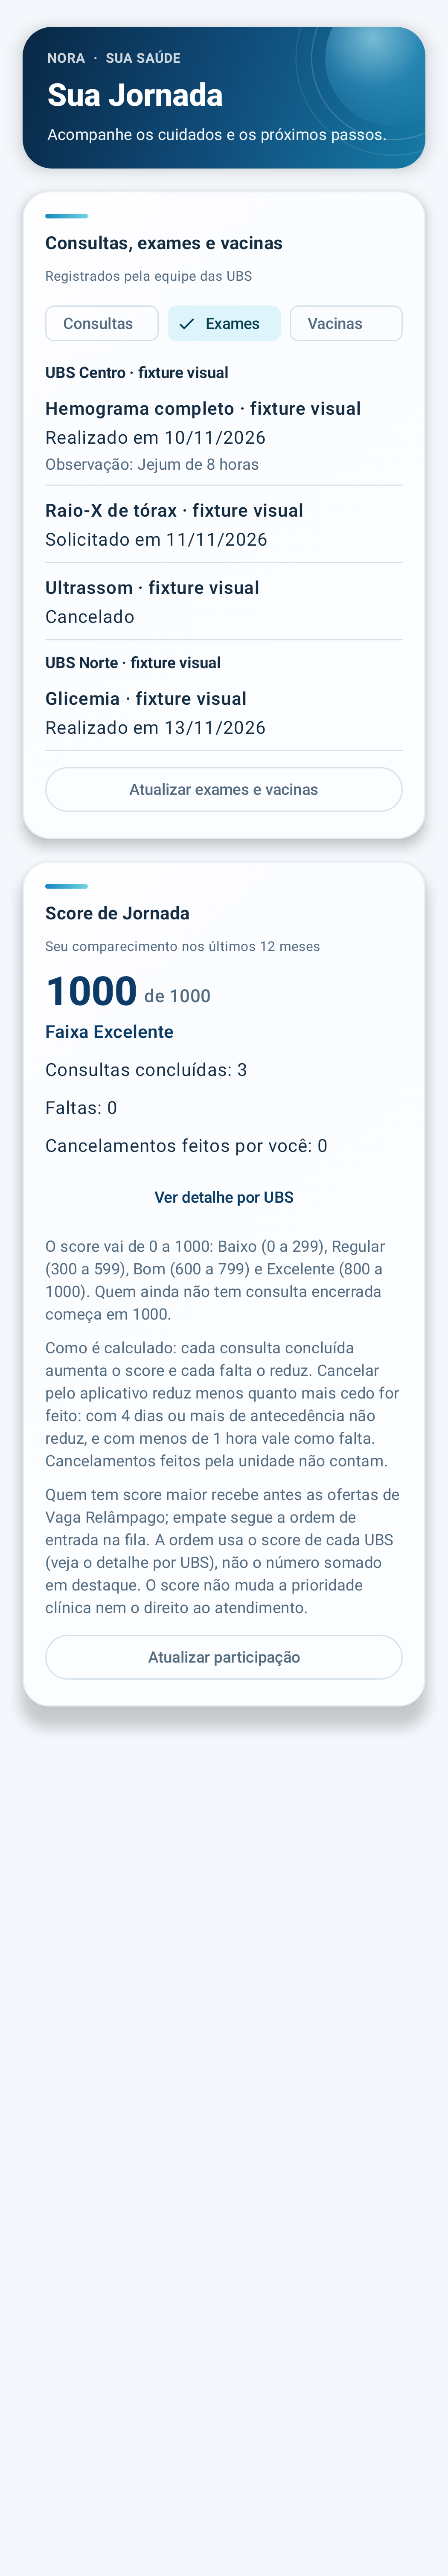 NORA · SUA SAÚDE
Sua Jornada
Acompanhe os cuidados e os próximos passos.
Consultas, exames e vacinas
Registrados pela equipe das UBS
Consultas
Exames
Vacinas
UBS Centro · fixture visual
Hemograma completo · fixture visual
Realizado em 10/11/2026
Observação: Jejum de 8 horas
Raio-X de tórax · fixture visual
Solicitado em 11/11/2026
Ultrassom · fixture visual
Cancelado
UBS Norte · fixture visual
Glicemia · fixture visual
Realizado em 13/11/2026
Atualizar exames e vacinas
Score de Jornada
Seu comparecimento nos últimos 12 meses
1000 de 1000
Faixa Excelente
Consultas concluídas: 3
Faltas: 0
Cancelamentos feitos por você: 0
Ver detalhe por UBS
O score vai de 0 a 1000: Baixo (0 a 299), Regular
(300 a 599), Bom (600 a 799) e Excelente (800 a
1000). Quem ainda não tem consulta encerrada
começa em 1000.
Como é calculado: cada consulta concluída
aumenta o score e cada falta o reduz. Cancelar
pelo aplicativo reduz menos quanto mais cedo for
feito: com 4 dias ou mais de antecedência não
reduz, e com menos de 1 hora vale como falta.
Cancelamentos feitos pela unidade não contam.
Quem tem score maior recebe antes as ofertas de
Vaga Relâmpago; empate segue a ordem de
entrada na fila. A ordem usa o score de cada UBS
(veja o detalhe por UBS), não o número somado
em destaque. O score não muda a prioridade
clínica nem o direito ao atendimento.
Atualizar participação